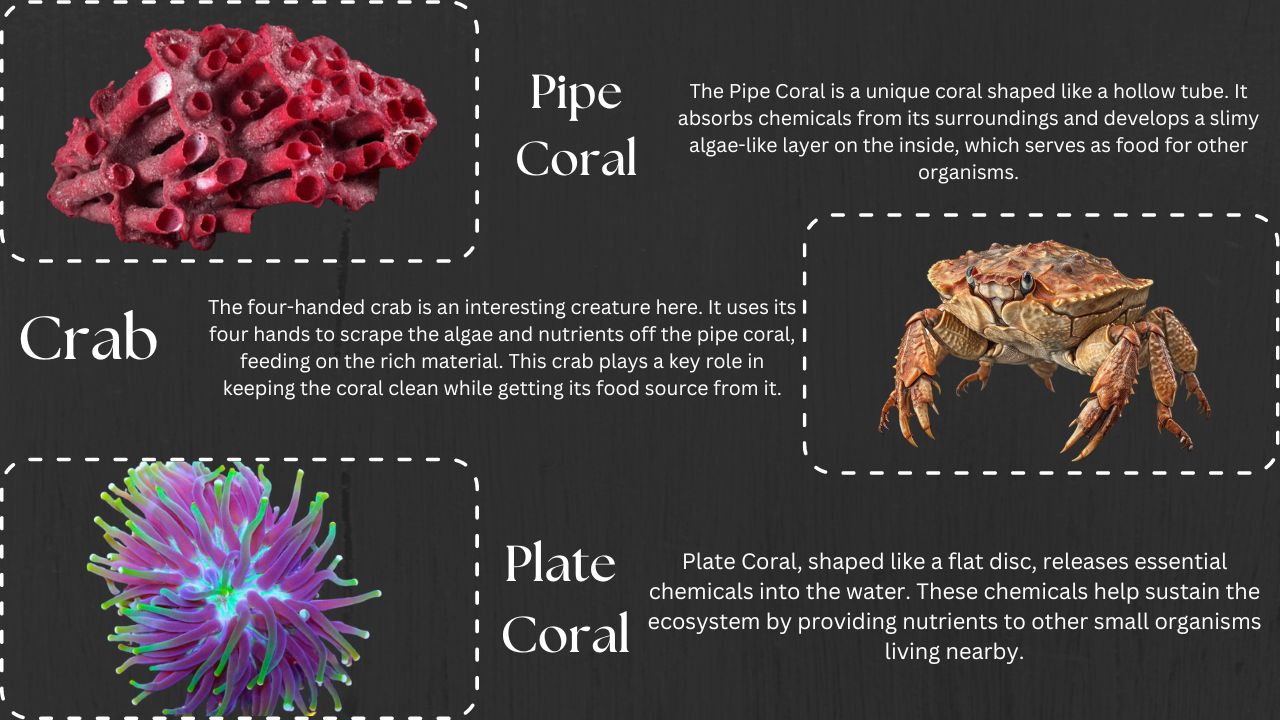 Pipe
Coral
The Pipe Coral is a unique coral shaped like a hollow tube. It
absorbs chemicals from its surroundings and develops a slimy
algae-like layer on the inside, which serves as food for other
organisms.
Crab
The four-handed crab is an interesting creature here. It uses its
four hands to scrape the algae and nutrients off the pipe coral,
feeding on the rich material. This crab plays a key role in
keeping the coral clean while getting its food source from it.
Plate
Coral
Plate Coral, shaped like a flat disc, releases essential
chemicals into the water. These chemicals help sustain the
ecosystem by providing nutrients to other small organisms
living nearby.